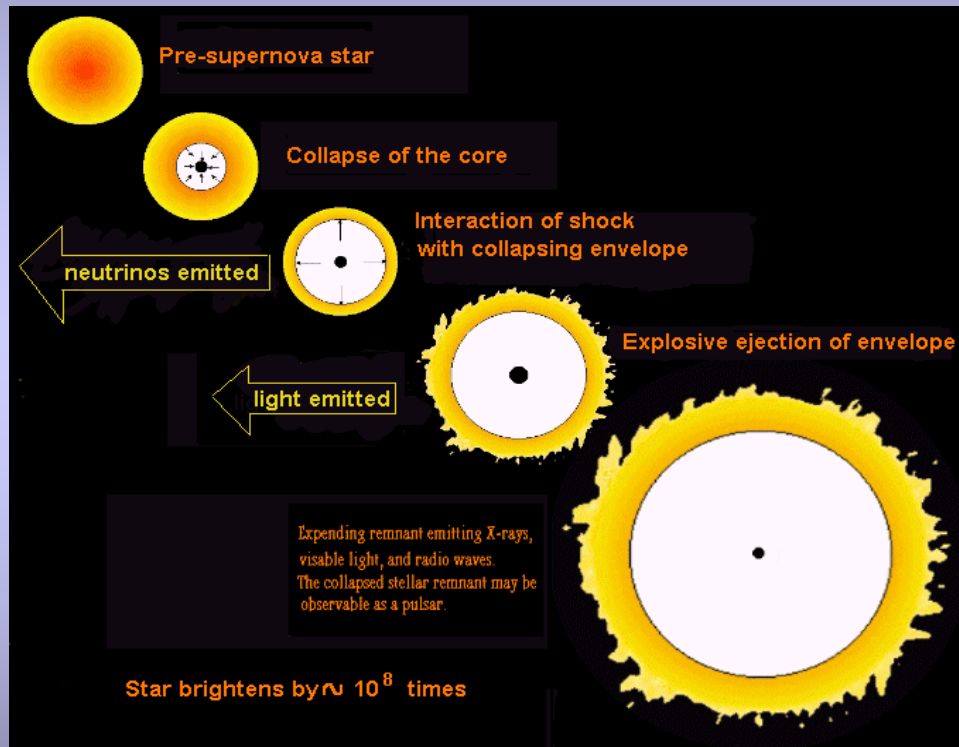 Pre-supernova star
Collapse of the core
Interaction of shock
with collapsing envelope
neutrinos emitted
Explosive ejection of envelope
light emitted
Expending remnant emitting X-rays,
visable light, and radio waves.
The collapsed stellar remnant may be
observable as a pulsar.
Star brightens by ~ 10⁸ times